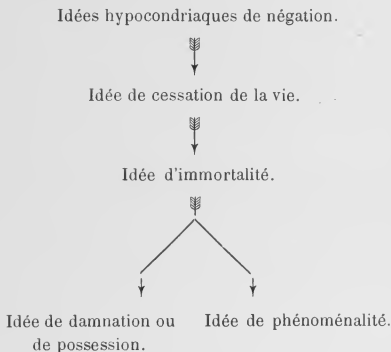 Idées hypocondriaques de négation.
Idée de cessation de la vie.
Idée d'immortalité.
Idée de damnation ou
de possession.
Idée de phénoménalité.